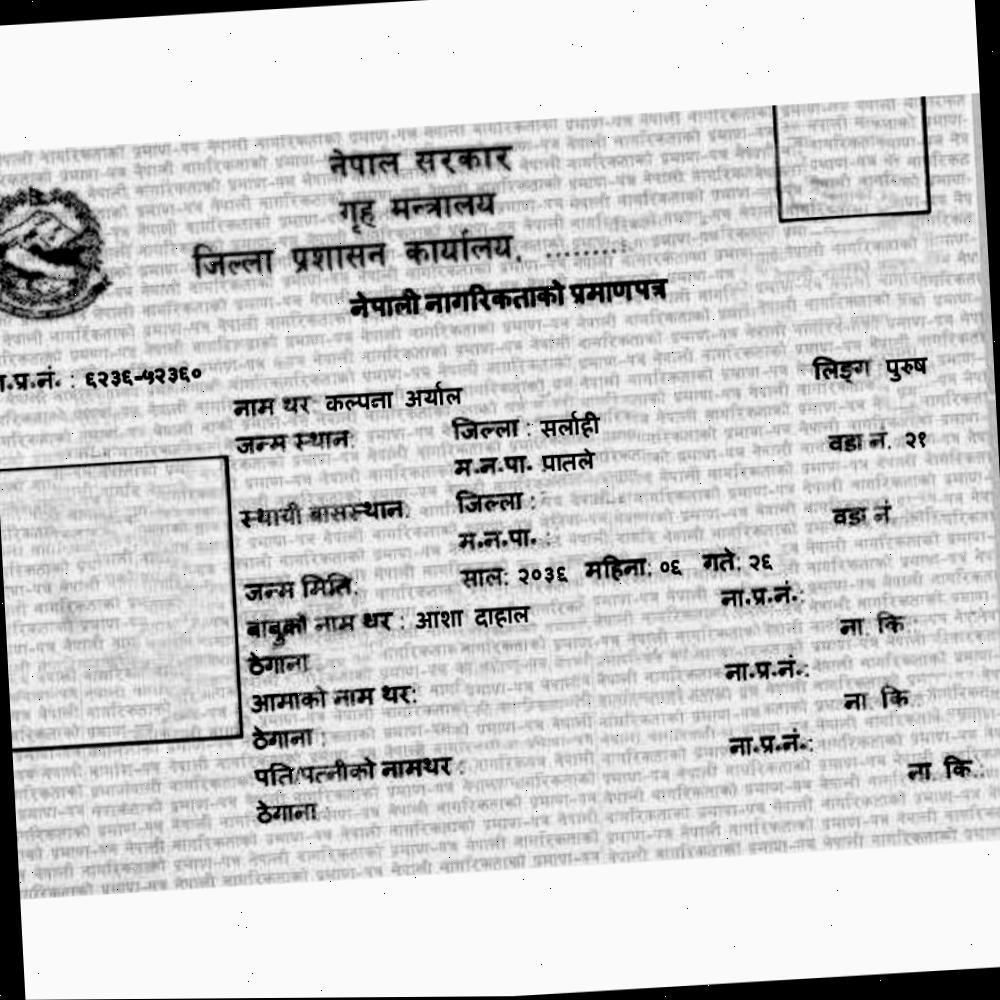 नेपाल सरकार
गृह मन्त्रालय
जिल्ला प्रशासन कार्यालय, .........
नेपाली नागरिकताको प्रमाणपत्र
.प्र.नं. : ६२३६-५२३६० लिङ्ग पुरुष
नाम थर कल्पना अर्याल
जन्म स्थान: जिल्ला : सर्लाही वडा नं. २१
म.न.पा. प्रातले
स्थायी बासस्थान: जिल्ला : वडा नं
म.न.पा. :
जन्म मिति: साल: २०३६ महिना: ०६ गते: २६
बाबुको नाम थर : आशा दाहाल ना.प्र.नं.:
ठेगाना ना कि
आमाको नाम थर: ना.प्र.नं.:
ठेगाना : ना कि
पति/पत्नीको नामथर : ना.प्र.नं.:
ठेगाना ना कि.: